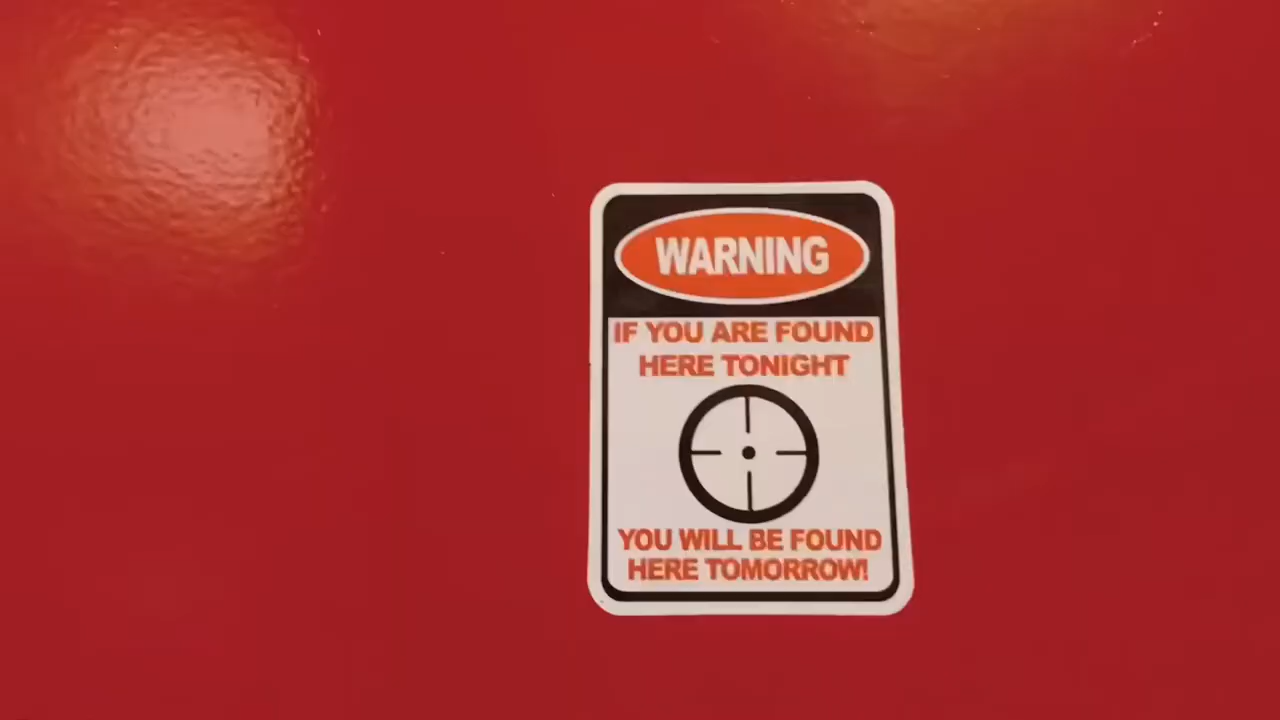 WARNING
IF YOU ARE FOUND
HERE TONIGHT
YOU WILL BE FOUND
HERE TOMORROW!